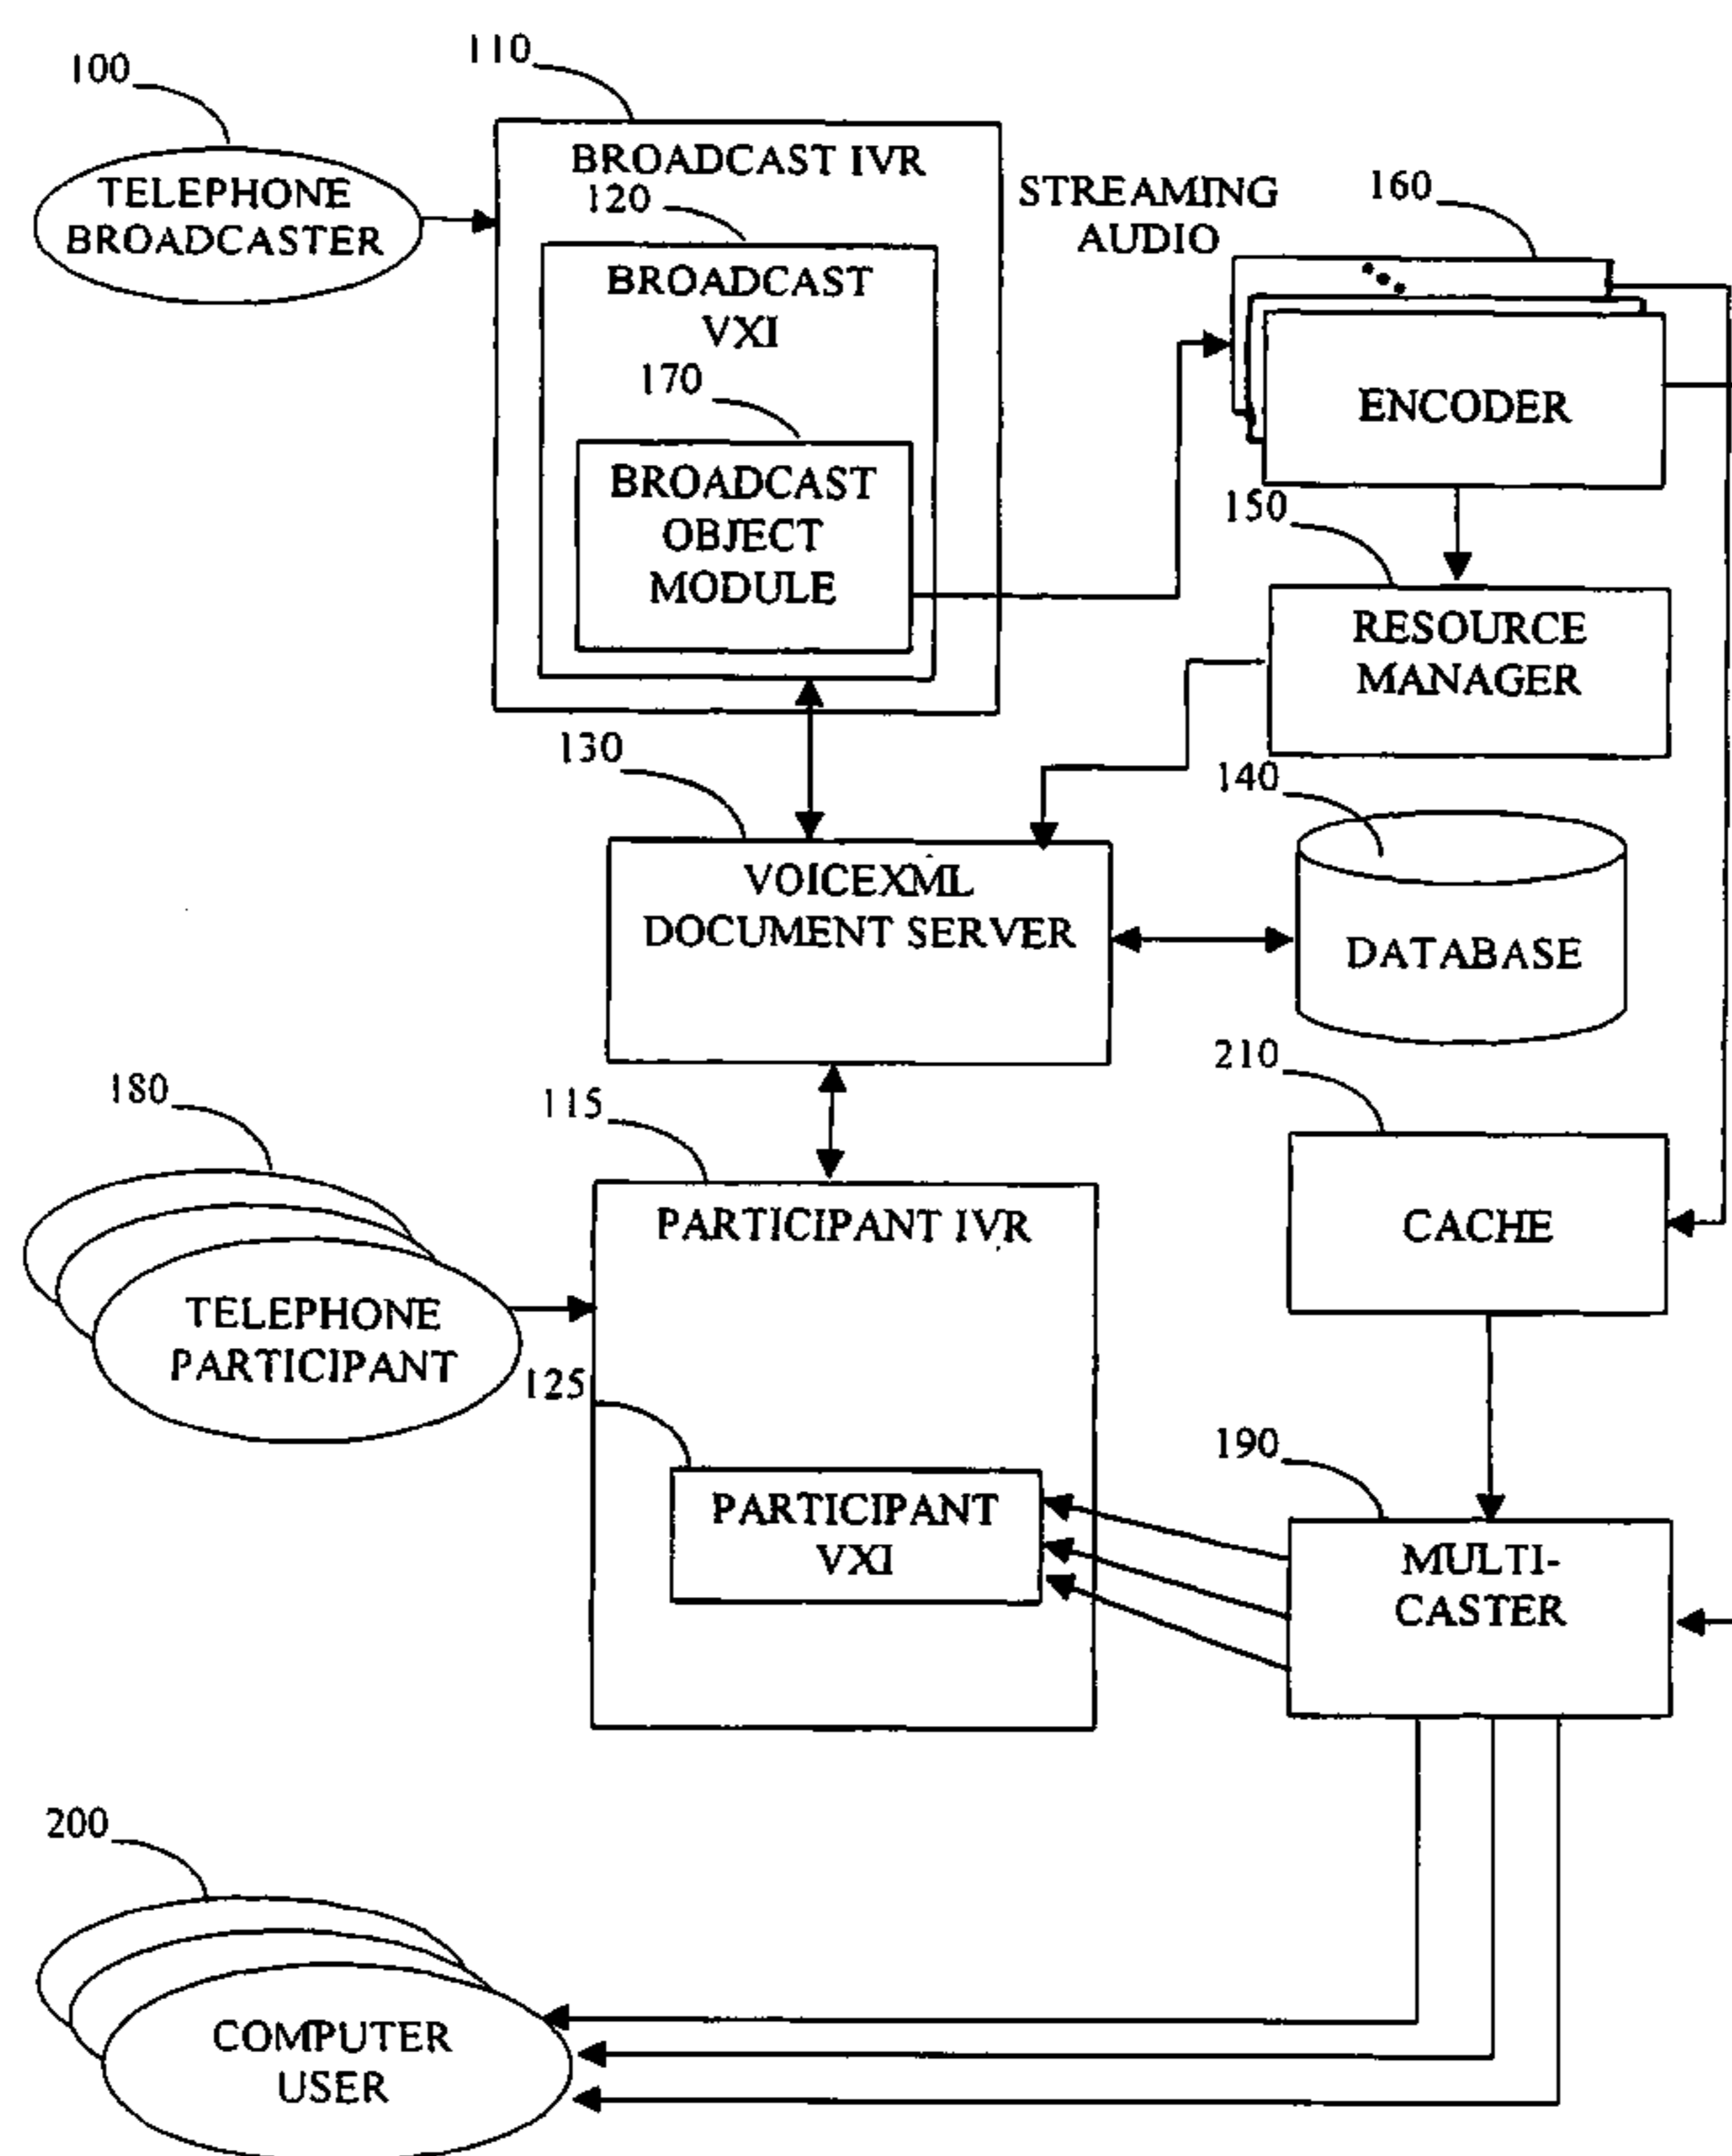 100
110
TELEPHONE
BROADCASTER
BROADCAST IVR
120
BROADCAST
VXI
170
BROADCAST
OBJECT
MODULE
STREAMING
AUDIO
160
ENCODER
150
RESOURCE
MANAGER
130
VOICEXML
DOCUMENT SERVER
140
DATABASE
180
115
PARTICIPANT IVR
210
CACHE
TELEPHONE
PARTICIPANT
125
PARTICIPANT
VXI
190
MULTI-
CASTER
200
COMPUTER
USER